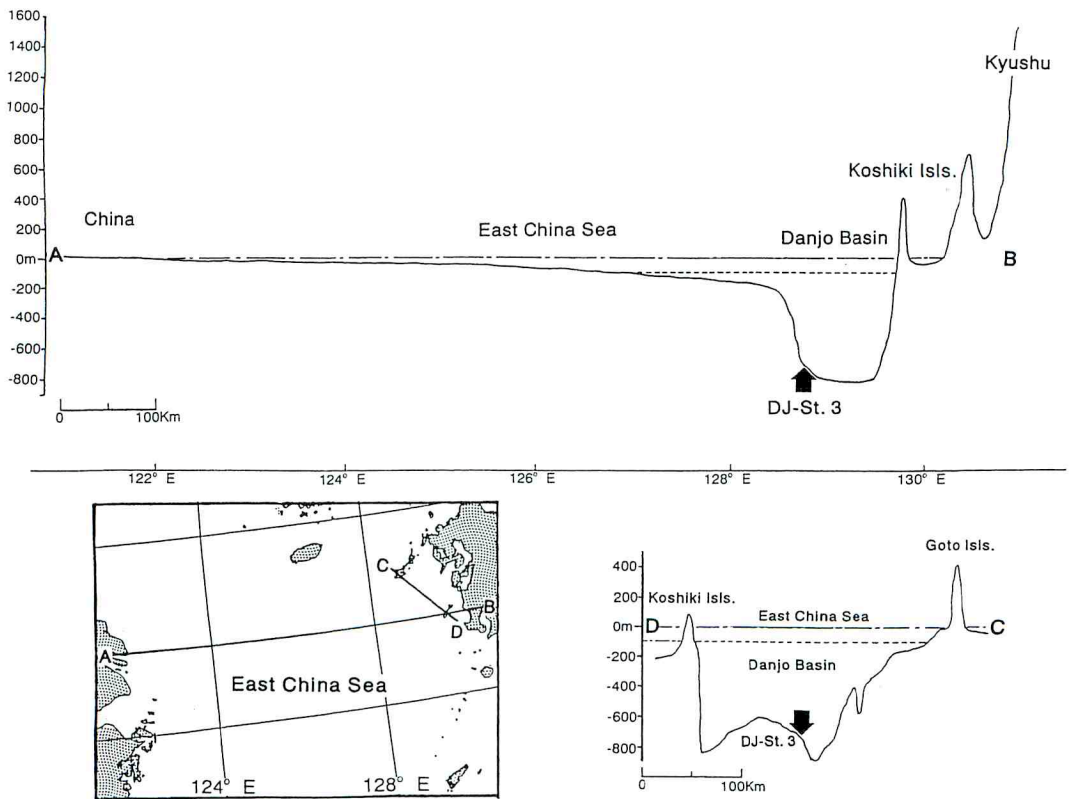 1600
1400
1200
1000
800
600
400
200
0m
-200
-400
-600
-800
A
China
East China Sea
Danjo Basin
Koshiki Isls.
Kyushu
B
DJ-St. 3
0 100Km
122° E 124° E 126° E 128° E 130° E
C
B
D
A
East China Sea
124° E 128° E
400
200
0m
-200
-400
-600
-800
Goto Isls.
Koshiki Isls.
East China Sea
D
C
Danjo Basin
DJ-St. 3
0 100Km